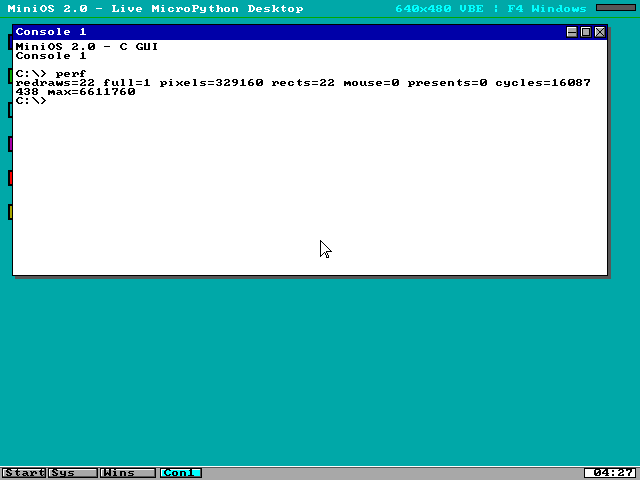 MiniOS 2.0 - Live MicroPython Desktop 640x480 VBE | F4 Windows
Console 1
MiniOS 2.0 - C GUI
Console 1
C:\> perf
redraws=22 full=1 pixels=329160 rects=22 mouse=0 presents=0 cycles=16087
438 max=6611760
C:\>
Start Sys Wins Con1 04:27